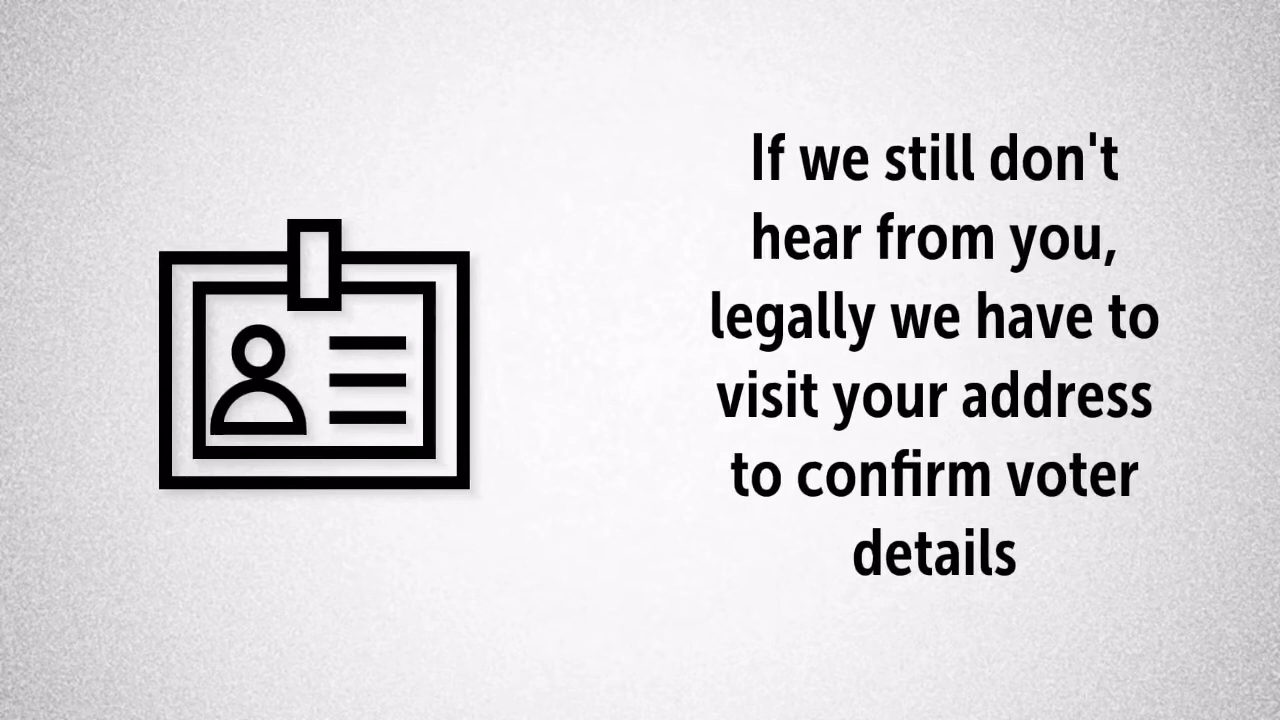 If we still don't
hear from you,
legally we have to
visit your address
to confirm voter
details